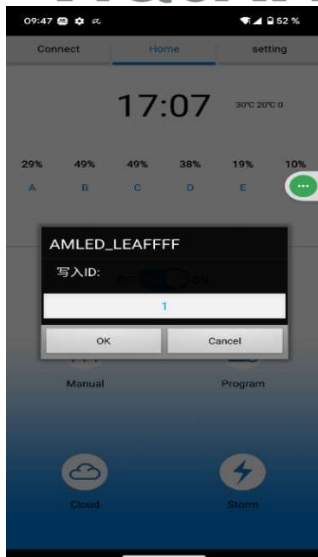 09:47 52 %
Connect Home setting
17:07 30°C 20°C 0
29% 49% 49% 38% 19% 10%
A B C D E
AMLED_LEAFFFF
写入ID:
ON
1
OK Cancel
Manual Program
Cloud Storm